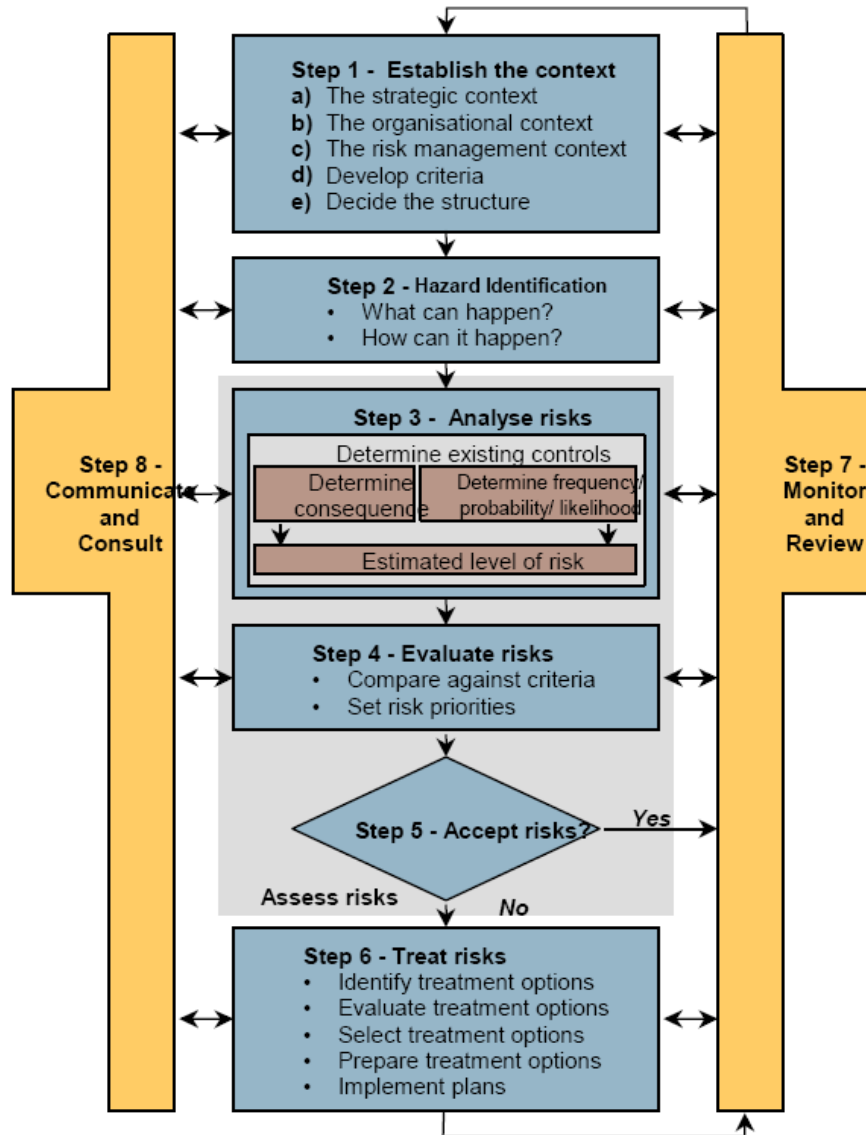 Step 1 - Establish the context
a) The strategic context
b) The organisational context
c) The risk management context
d) Develop criteria
e) Decide the structure
Step 2 - Hazard Identification
• What can happen?
• How can it happen?
Step 3 - Analyse risks
Determine existing controls
Determine
consequence
Determine frequency/
probability/ likelihood
Estimated level of risk
Step 8 -
Communicate
and
Consult
Step 7 -
Monitor
and
Review
Step 4 - Evaluate risks
• Compare against criteria
• Set risk priorities
Step 5 - Accept risks?
Yes
Assess risks
No
Step 6 - Treat risks
• Identify treatment options
• Evaluate treatment options
• Select treatment options
• Prepare treatment options
• Implement plans